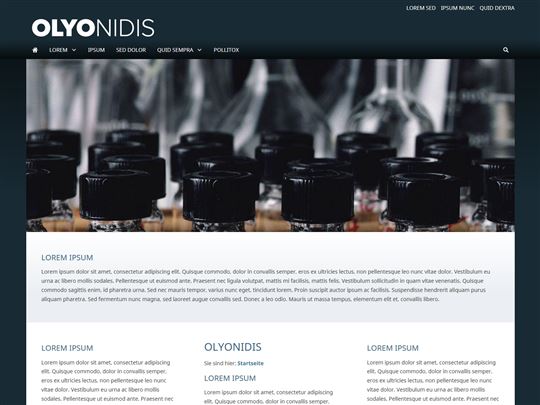 LOREM SED IPSUM NUNC QUID DEXTRA
OLYONIDIS
LOREM IPSUM SED DOLOR QUID SEMPRA POLLITOX
LOREM IPSUM
Lorem ipsum dolor sit amet, consectetur adipiscing elit. Quisque commodo, dolor in convallis semper, eros ex ultricies lectus, non pellentesque leo nunc vitae dolor. Vestibulum eu
urna ac libero mollis dapibus. Pellentesque ut euismod ante. Praesent nec ligula volutpat, mattis mi facilisis, mattis felis. Vestibulum sollicitudin in quam vitae venenatis. Quisque
commodo sagittis enim, id pharetra urna. Sed nec mauris tempor, varius nunc eget, tincidunt lorem. Proin suscipit auctor ipsum ac facilisis. Suspendisse hendrerit aliquam purus
aliquam pharetra. Sed fermentum nunc magna, sed laoreet augue convallis sed. Donec a leo odio. Mauris ut massa tempus, elementum elit et, convallis libero.
LOREM IPSUM
Lorem ipsum dolor sit amet,
consectetur adipiscing elit. Quisque
commodo, dolor in convallis semper,
eros ex ultricies lectus, non
pellentesque leo nunc vitae dolor.
Vestibulum eu urna ac libero mollis
dapibus. Pellentesque ut euismod
sodales ante. Praesent nec
OLYONIDIS
Sie sind hier: Startseite
LOREM IPSUM
Lorem ipsum dolor sit amet, consectetur
adipiscing elit. Quisque commodo, dolor
LOREM IPSUM
Lorem ipsum dolor sit amet,
consectetur adipiscing elit. Quisque
commodo, dolor in convallis semper,
eros ex ultricies lectus, non
pellentesque leo nunc vitae dolor.
Vestibulum eu urna ac libero mollis
dapibus. Pellentesque ut euismod
sodales ante. Praesent nec